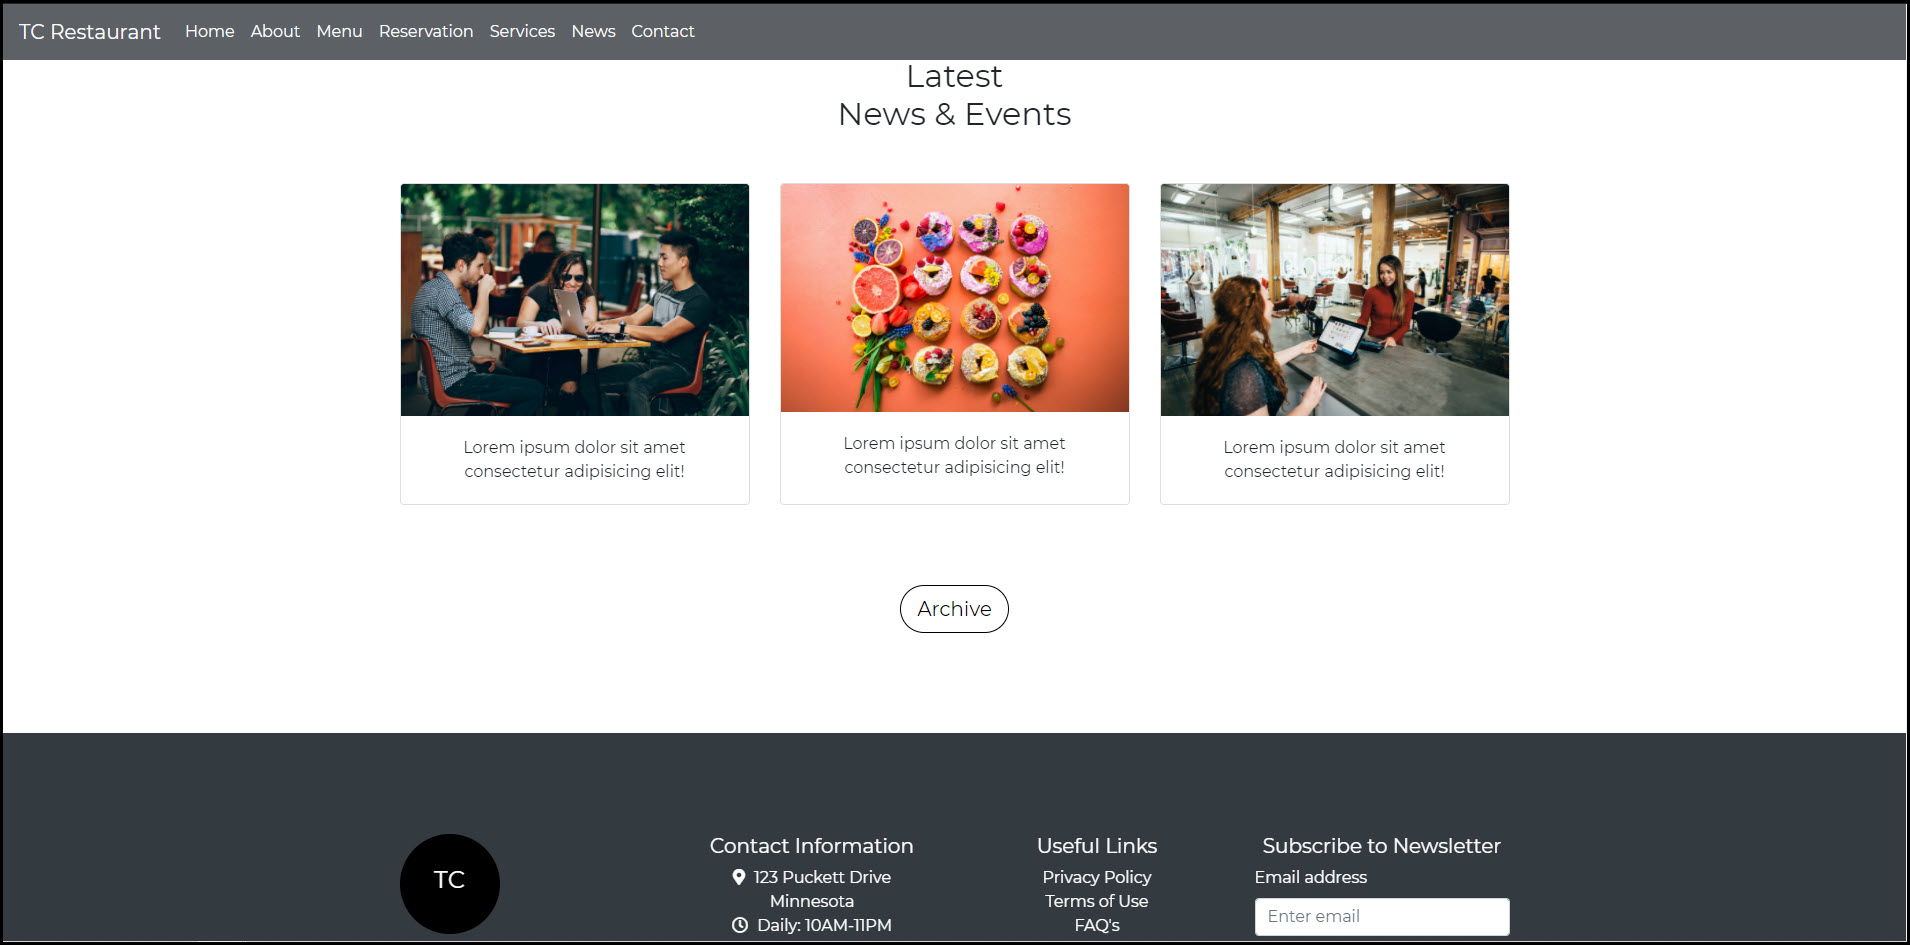 TC Restaurant Home About Menu Reservation Services News Contact
Latest
News & Events
Lorem ipsum dolor sit amet
consectetur adipisicing elit!
Lorem ipsum dolor sit amet
consectetur adipisicing elit!
Lorem ipsum dolor sit amet
consectetur adipisicing elit!
Archive
TC
Contact Information
123 Puckett Drive
Minnesota
Daily: 10AM-11PM
Useful Links
Privacy Policy
Terms of Use
FAQ's
Subscribe to Newsletter
Email address
Enter email